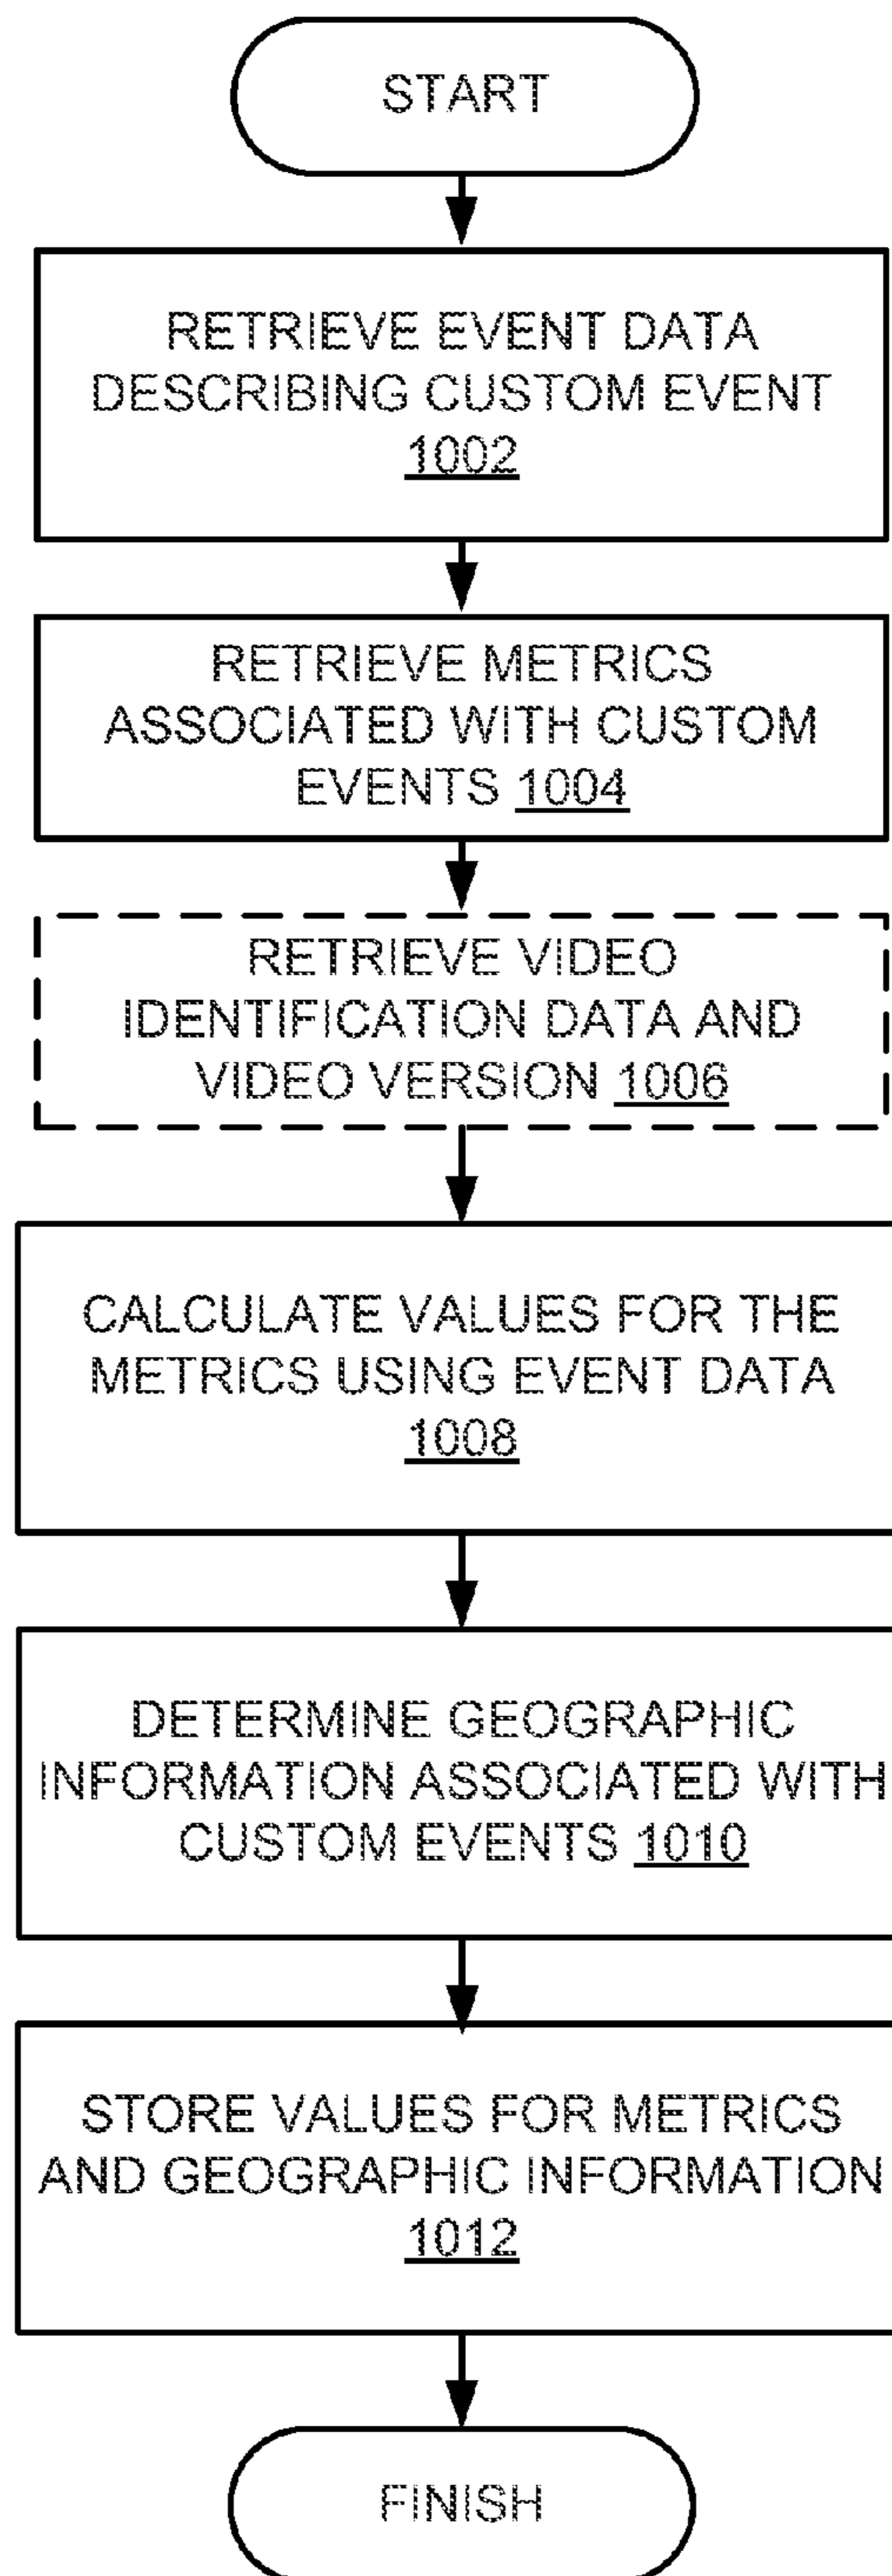 START
RETRIEVE EVENT DATA
DESCRIBING CUSTOM EVENT
1002
RETRIEVE METRICS
ASSOCIATED WITH CUSTOM
EVENTS 1004
RETRIEVE VIDEO
IDENTIFICATION DATA AND
VIDEO VERSION 1006
CALCULATE VALUES FOR THE
METRICS USING EVENT DATA
1008
DETERMINE GEOGRAPHIC
INFORMATION ASSOCIATED WITH
CUSTOM EVENTS 1010
STORE VALUES FOR METRICS
AND GEOGRAPHIC INFORMATION
1012
FINISH